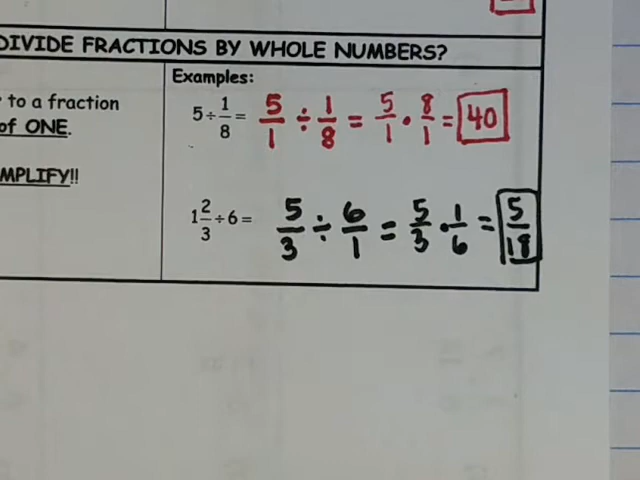 DIVIDE FRACTIONS BY WHOLE NUMBERS?
to a fraction
of ONE.
MPLIFY!!
Examples:
5 ÷ 1/8 = 5/1 ÷ 1/8 = 5/1 • 8/1 = 40
1 2/3 ÷ 6 = 5/3 ÷ 6/1 = 5/3 • 1/6 = 5/18